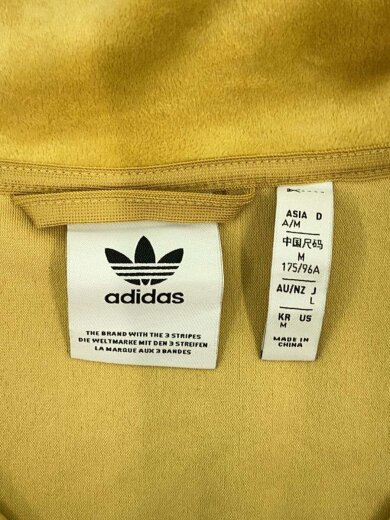 adidas
THE BRAND WITH THE 3 STRIPES
DIE WELTMARKE MIT DEN 3 STREIFEN
LA MARQUE AUX 3 BANDES
ASIA D
A/M
中国尺码
M
175/96A
AU/NZ J
L
KR US
M
MADE IN
CHINA